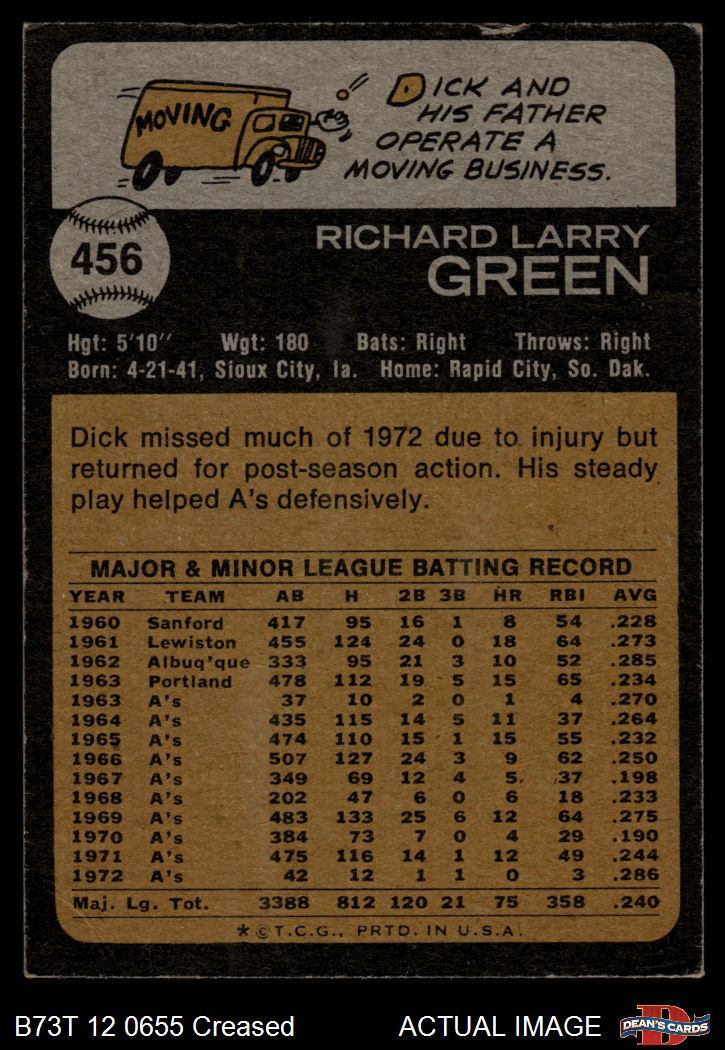 MOVING
DICK AND
HIS FATHER
OPERATE A
MOVING BUSINESS.
456
RICHARD LARRY
GREEN
Hgt: 5'10" Wgt: 180 Bats: Right Throws: Right
Born: 4-21-41, Sioux City, Ia. Home: Rapid City, So. Dak.
Dick missed much of 1972 due to injury but
returned for post-season action. His steady
play helped A's defensively.
MAJOR & MINOR LEAGUE BATTING RECORD
YEAR TEAM AB H 2B 3B HR RBI AVG
1960 Sanford 417 95 16 1 8 54 .228
1961 Lewiston 455 124 24 0 18 64 .273
1962 Albuq'que 333 95 21 3 10 52 .285
1963 Portland 478 112 19 5 15 65 .234
1963 A's 37 10 2 0 1 4 .270
1964 A's 435 115 14 5 11 37 .264
1965 A's 474 110 15 1 15 55 .232
1966 A's 507 127 24 3 9 62 .250
1967 A's 349 69 12 4 5 37 .198
1968 A's 202 47 6 0 6 18 .233
1969 A's 483 133 25 6 12 64 .275
1970 A's 384 73 7 0 4 29 .190
1971 A's 475 116 14 1 12 49 .244
1972 A's 42 12 1 1 0 3 .286
Maj. Lg. Tot. 3388 812 120 21 75 358 .240
*©T.C.G., PRTD. IN U.S.A.
B73T 12 0655 Creased ACTUAL IMAGE
D
DEAN'S CARDS